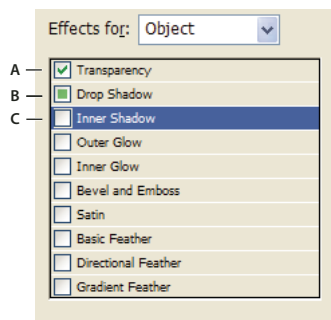 Effects for: Object
A Transparency
B Drop Shadow
C Inner Shadow
Outer Glow
Inner Glow
Bevel and Emboss
Satin
Basic Feather
Directional Feather
Gradient Feather